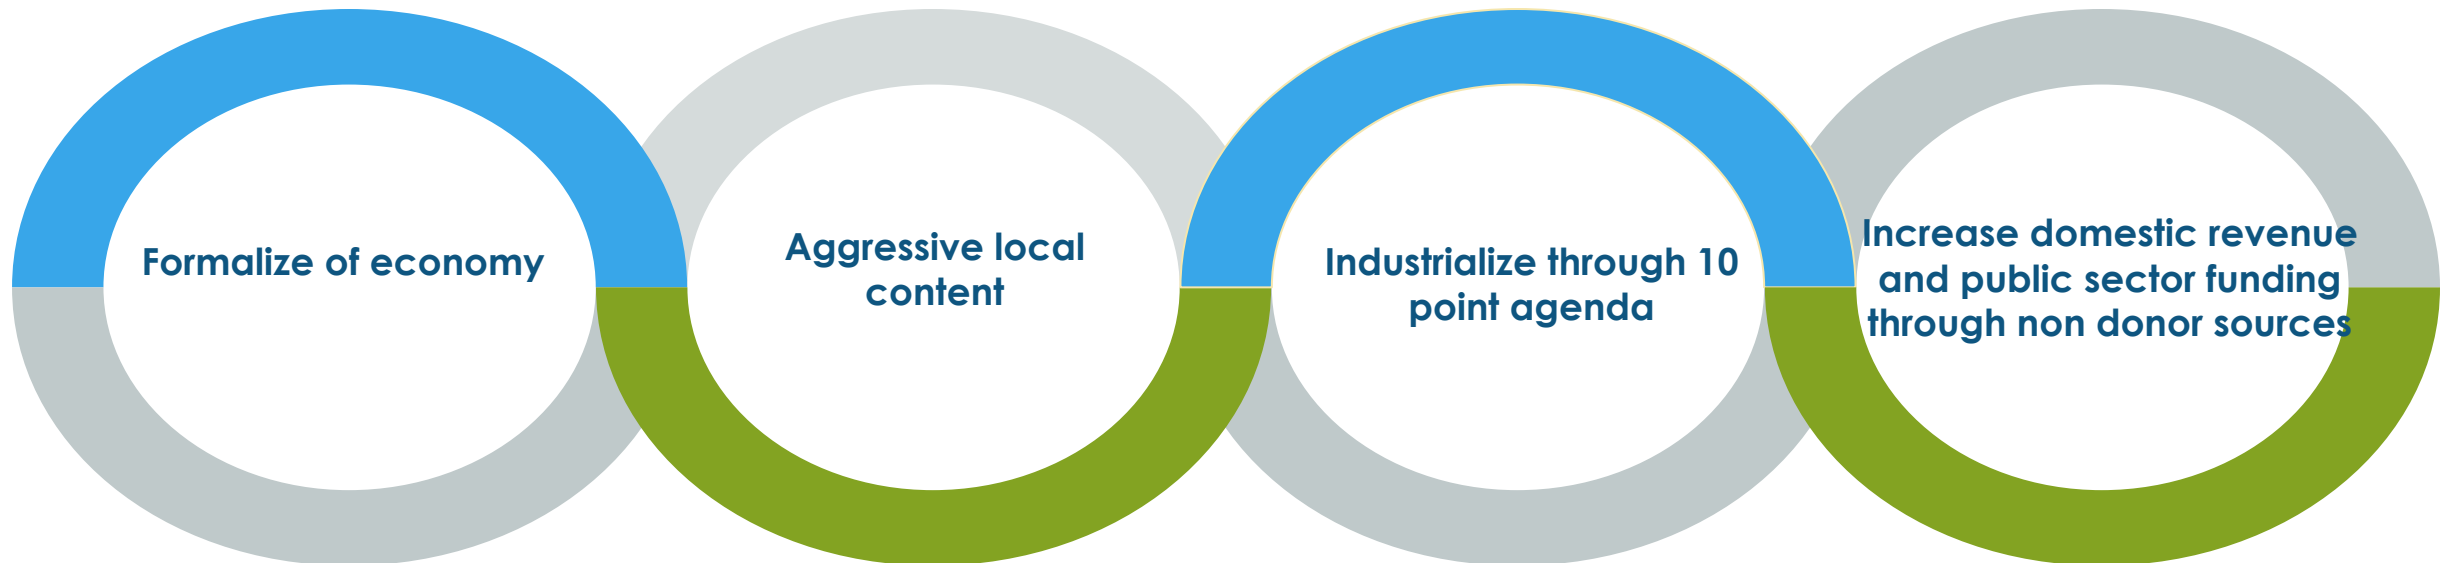 Formalize of economy
Aggressive local
content
Industrialize through 10
point agenda
Increase domestic revenue
and public sector funding
through non donor sources